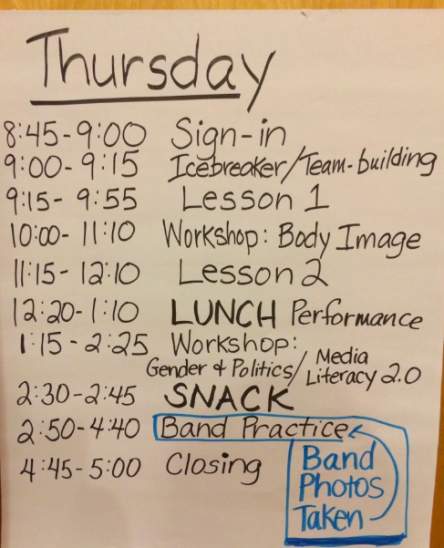 Thursday
8:45-9:00 Sign-in
9:00-9:15 Icebreaker/Team-building
9:15-9:55 Lesson 1
10:00-11:10 Workshop: Body Image
11:15-12:10 Lesson 2
12:20-1:10 LUNCH Performance
1:15-2:25 Workshop:
Gender & Politics/Media
Literacy 2.0
2:30-2:45 SNACK
2:50-4:40 Band Practice
4:45-5:00 Closing
Band
Photos
Taken